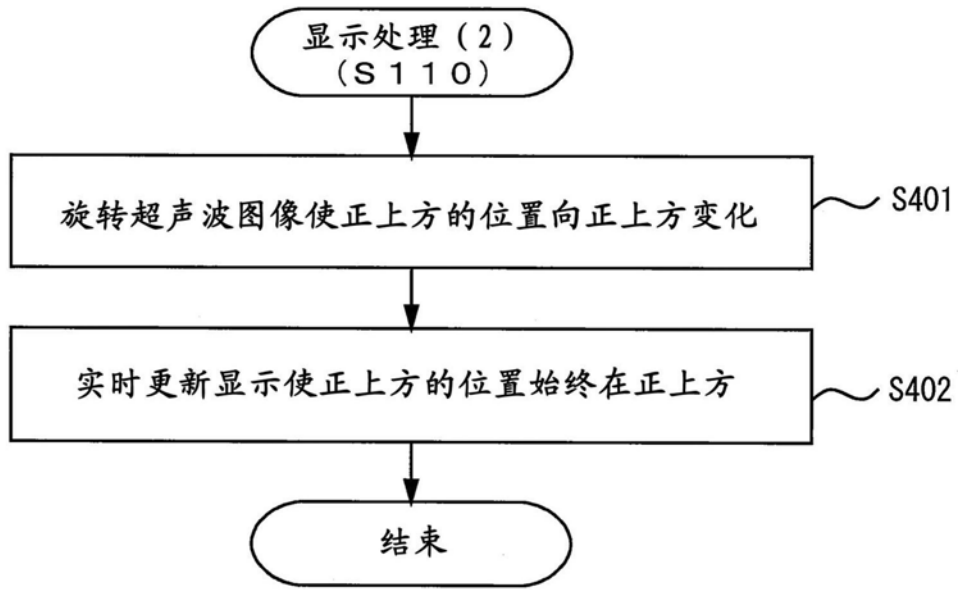 显示处理（2）
（S110）
旋转超声波图像使正上方的位置向正上方变化
S401
实时更新显示使正上方的位置始终在正上方
S402
结束